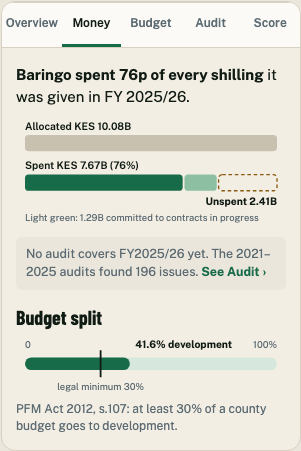 Overview Money Budget Audit Score
Baringo spent 76p of every shilling it
was given in FY 2025/26.
Allocated KES 10.08B
Spent KES 7.67B (76%)
Unspent 2.41B
Light green: 1.29B committed to contracts in progress
No audit covers FY2025/26 yet. The 2021–
2025 audits found 196 issues. See Audit ›
Budget split
0 41.6% development 100%
legal minimum 30%
PFM Act 2012, s.107: at least 30% of a county
budget goes to development.